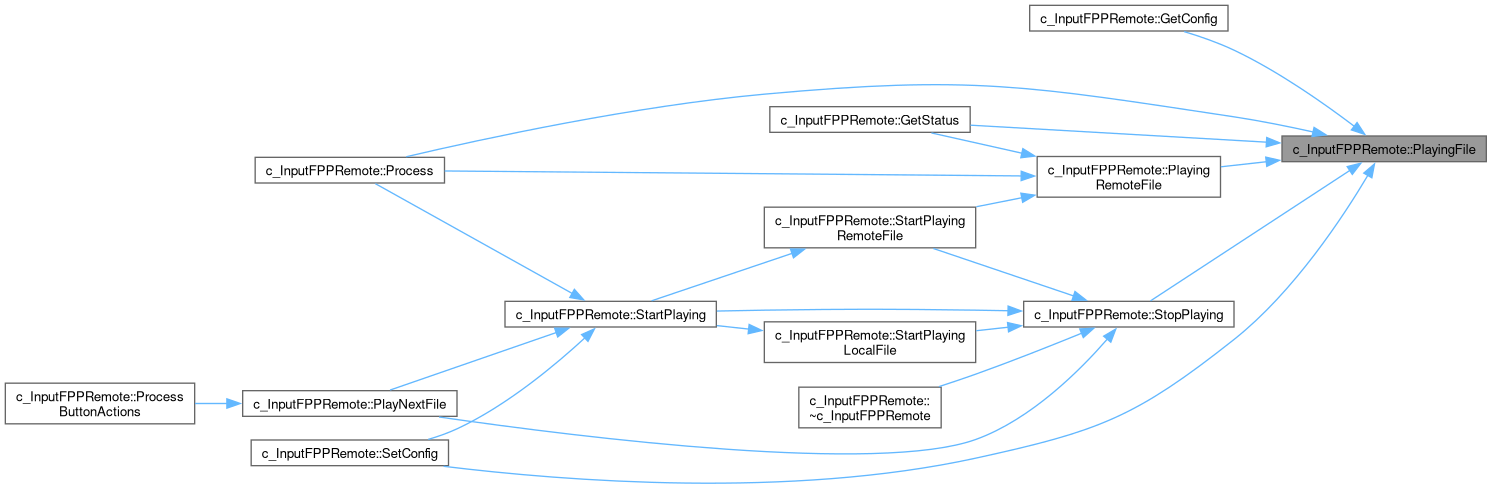 c_InputFPPRemote::GetConfig
c_InputFPPRemote::GetStatus
c_InputFPPRemote::PlayingFile
c_InputFPPRemote::Process
c_InputFPPRemote::Playing
RemoteFile
c_InputFPPRemote::StartPlaying
RemoteFile
c_InputFPPRemote::StartPlaying
c_InputFPPRemote::StopPlaying
c_InputFPPRemote::StartPlaying
LocalFile
c_InputFPPRemote::Process
ButtonActions
c_InputFPPRemote::PlayNextFile
c_InputFPPRemote::
~c_InputFPPRemote
c_InputFPPRemote::SetConfig